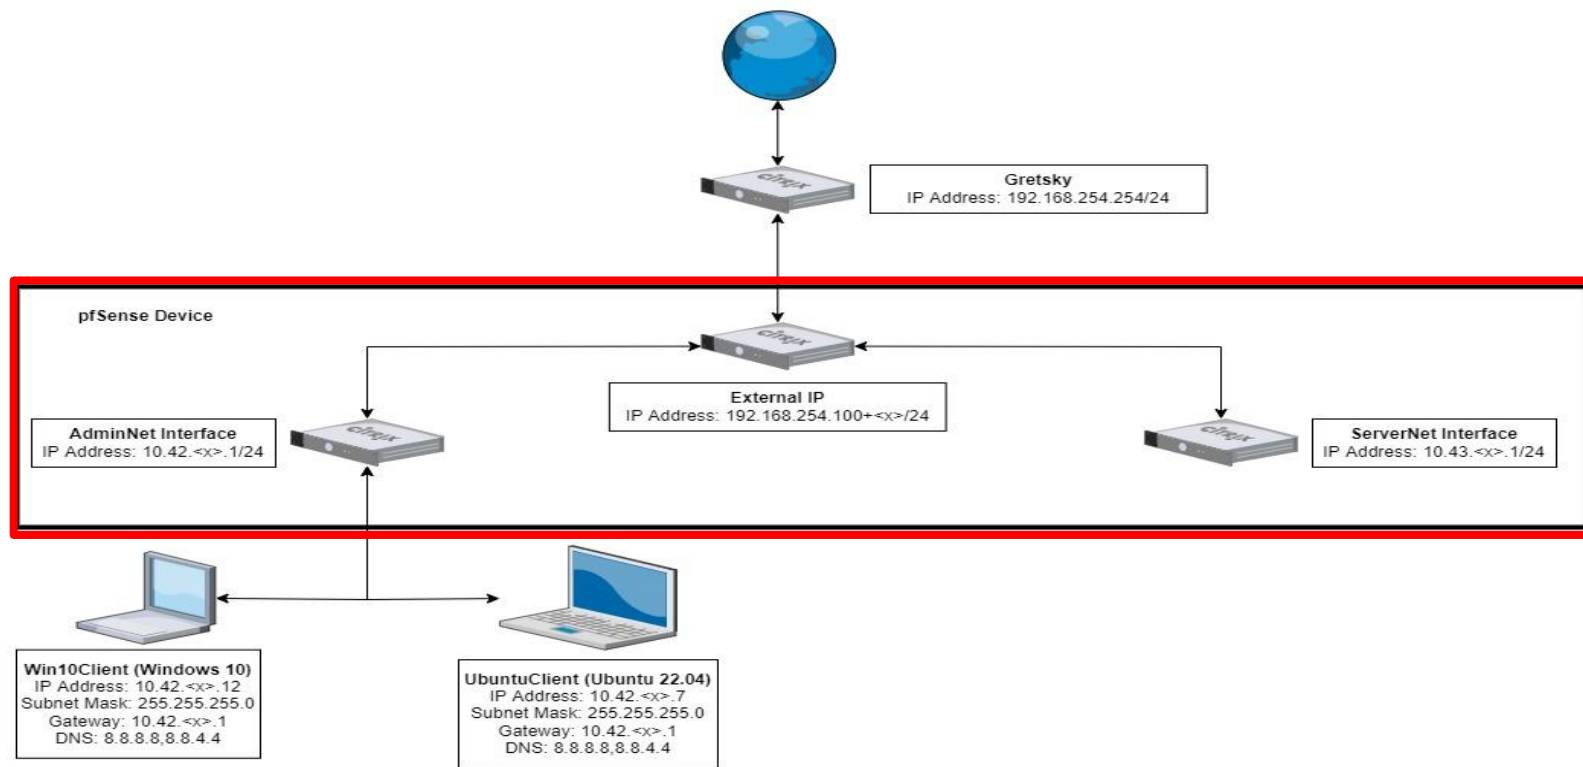 CITRIX
Gretsky
IP Address: 192.168.254.254/24
pfSense Device
CITRIX
External IP
IP Address: 192.168.254.100+<x>/24
AdminNet Interface
IP Address: 10.42.<x>.1/24
CITRIX
CITRIX
ServerNet Interface
IP Address: 10.43.<x>.1/24
Win10Client (Windows 10)
IP Address: 10.42.<x>.12
Subnet Mask: 255.255.255.0
Gateway: 10.42.<x>.1
DNS: 8.8.8.8,8.8.4.4
UbuntuClient (Ubuntu 22.04)
IP Address: 10.42.<x>.7
Subnet Mask: 255.255.255.0
Gateway: 10.42.<x>.1
DNS: 8.8.8.8,8.8.4.4